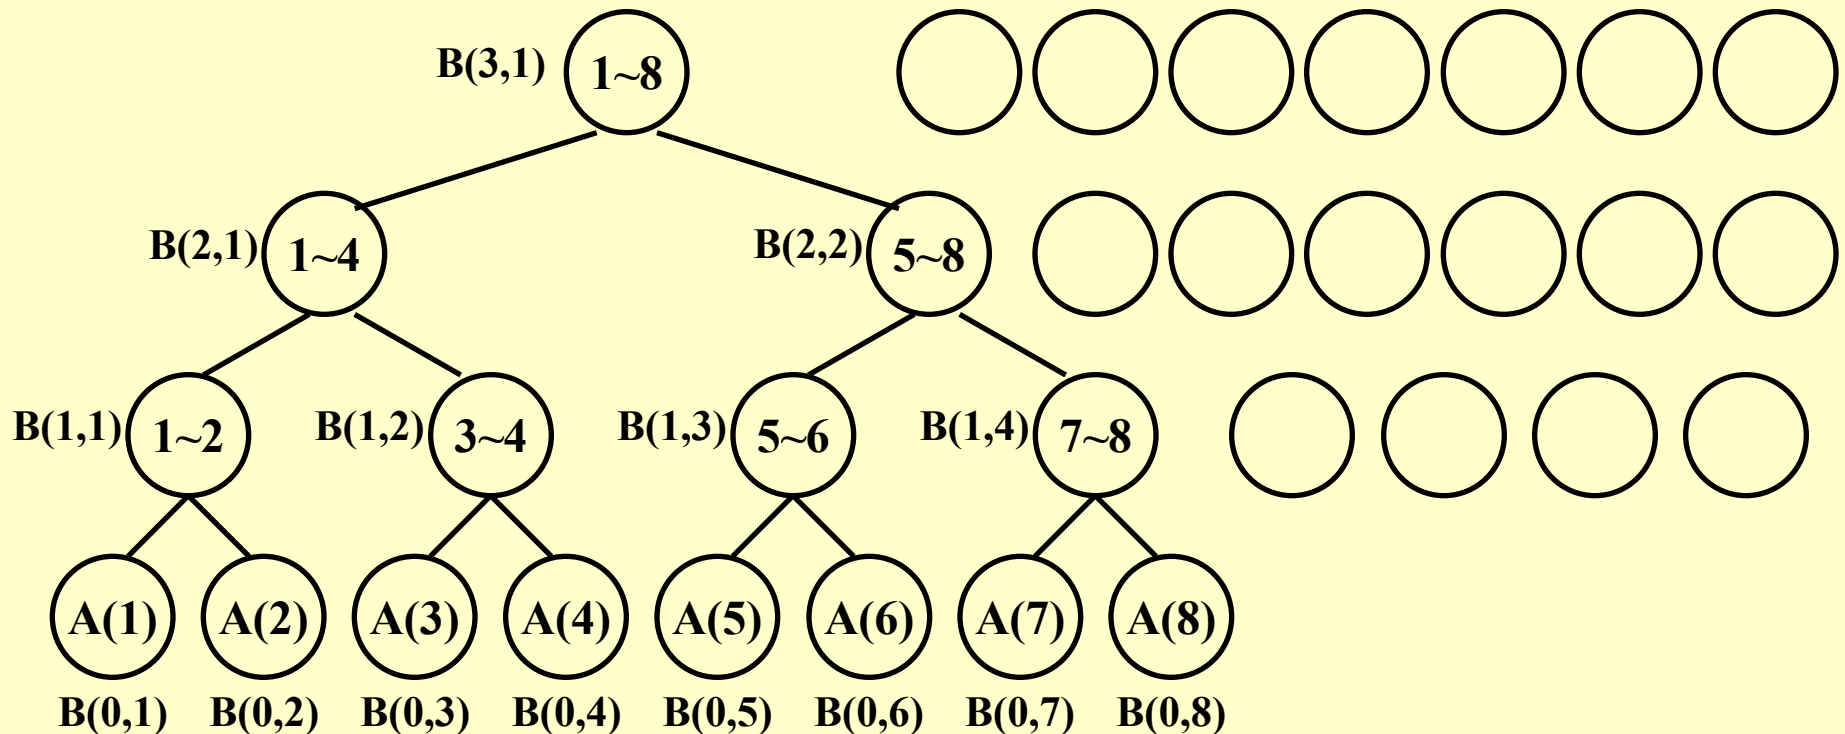 B(3,1) 1~8
B(2,1) 1~4 B(2,2) 5~8
B(1,1) 1~2 B(1,2) 3~4 B(1,3) 5~6 B(1,4) 7~8
A(1) A(2) A(3) A(4) A(5) A(6) A(7) A(8)
B(0,1) B(0,2) B(0,3) B(0,4) B(0,5) B(0,6) B(0,7) B(0,8)